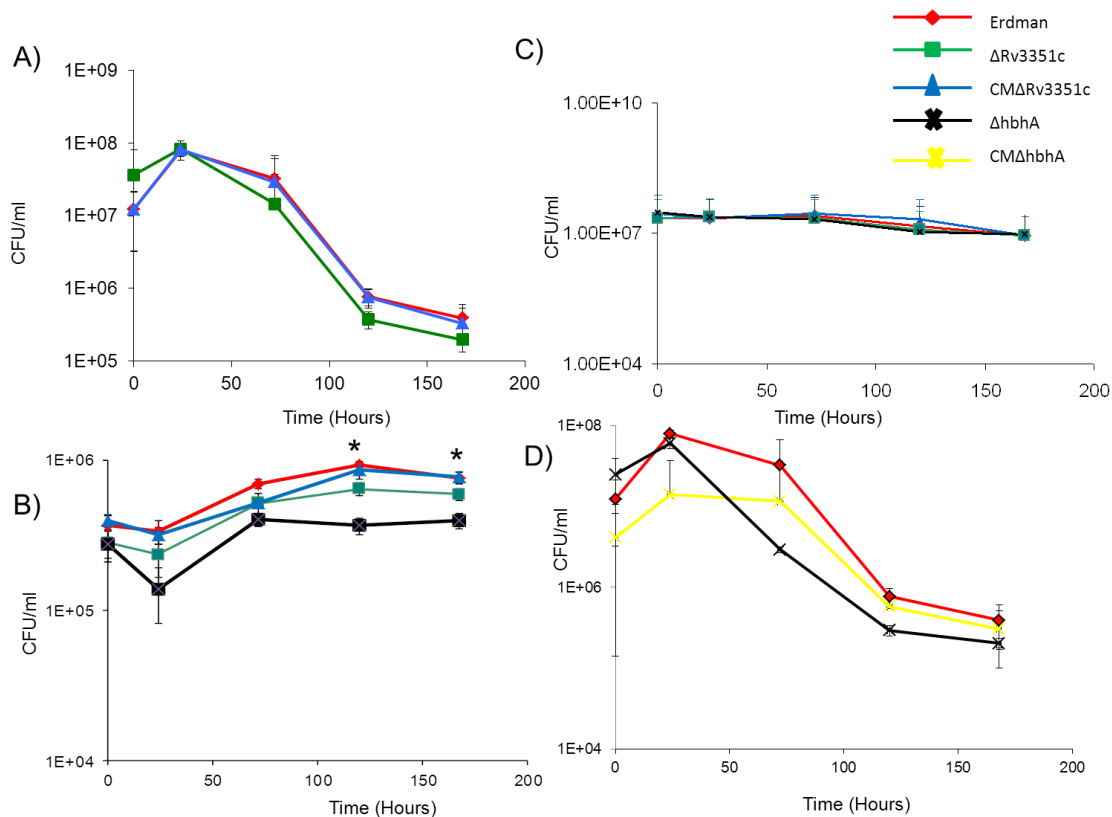 A)
1E+09
1E+08
1E+07
1E+06
1E+05
CFU/ml
0 50 100 150 200
Time (Hours)
C)
1.00E+10
1.00E+07
1.00E+04
CFU/ml
0 50 100 150 200
Time (Hours)
Erdman
ΔRv3351c
CMΔRv3351c
ΔhbhA
CMΔhbhA
B)
1E+06
1E+05
1E+04
CFU/ml
* *
0 50 100 150 200
Time (Hours)
D)
1E+08
1E+06
1E+04
CFU/ml
0 50 100 150 200
Time (Hours)